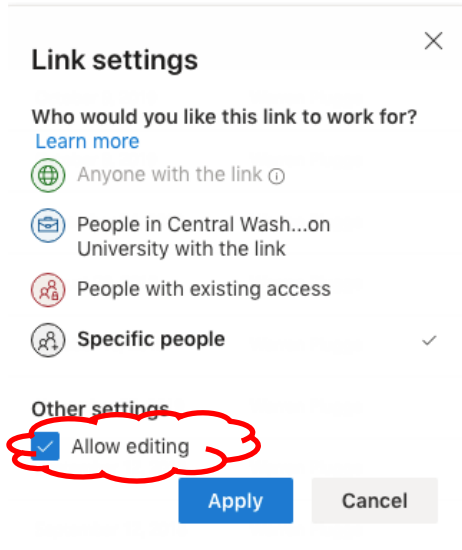 Link settings
Who would you like this link to work for?
Learn more
Anyone with the link
People in Central Wash...on
University with the link
People with existing access
Specific people
Other settings
Allow editing
Apply Cancel